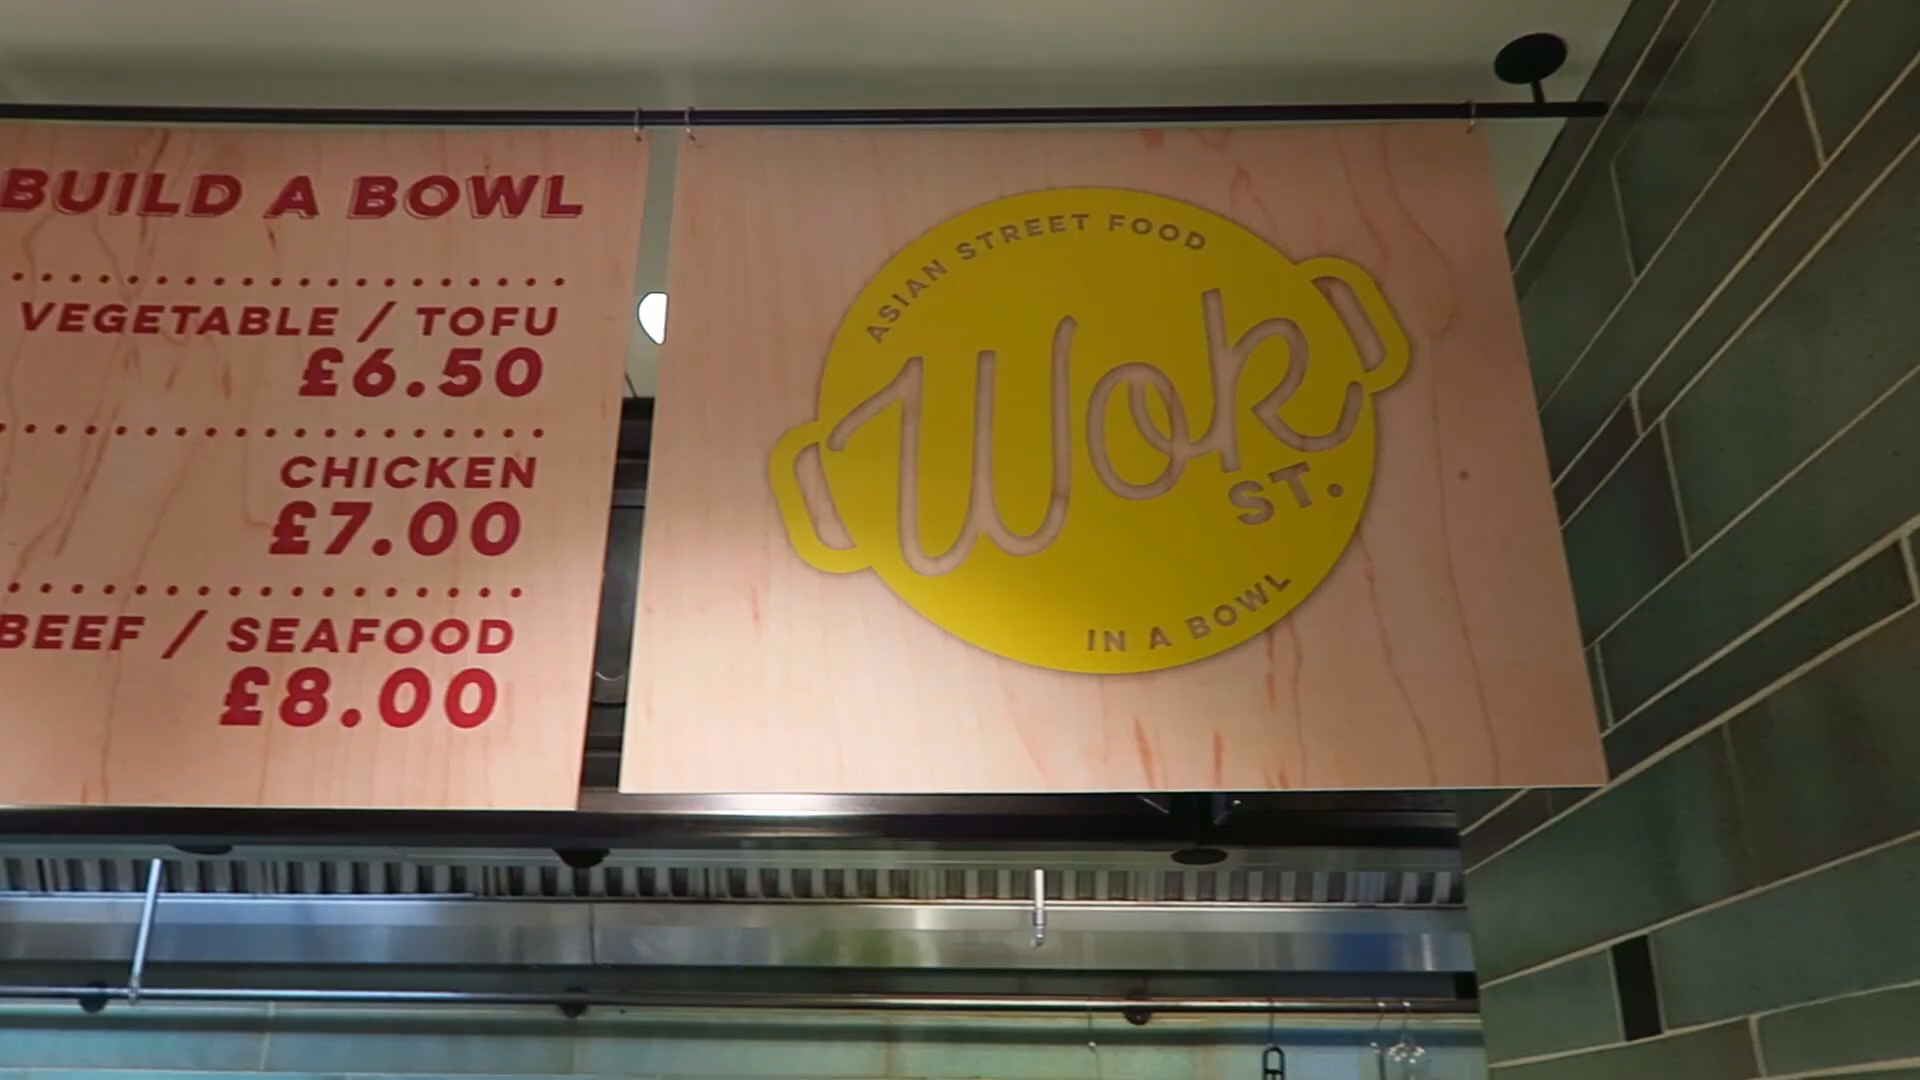 BUILD A BOWL
VEGETABLE / TOFU
£6.50
CHICKEN
£7.00
BEEF / SEAFOOD
£8.00
ASIAN STREET FOOD
Wok
ST.
IN A BOWL